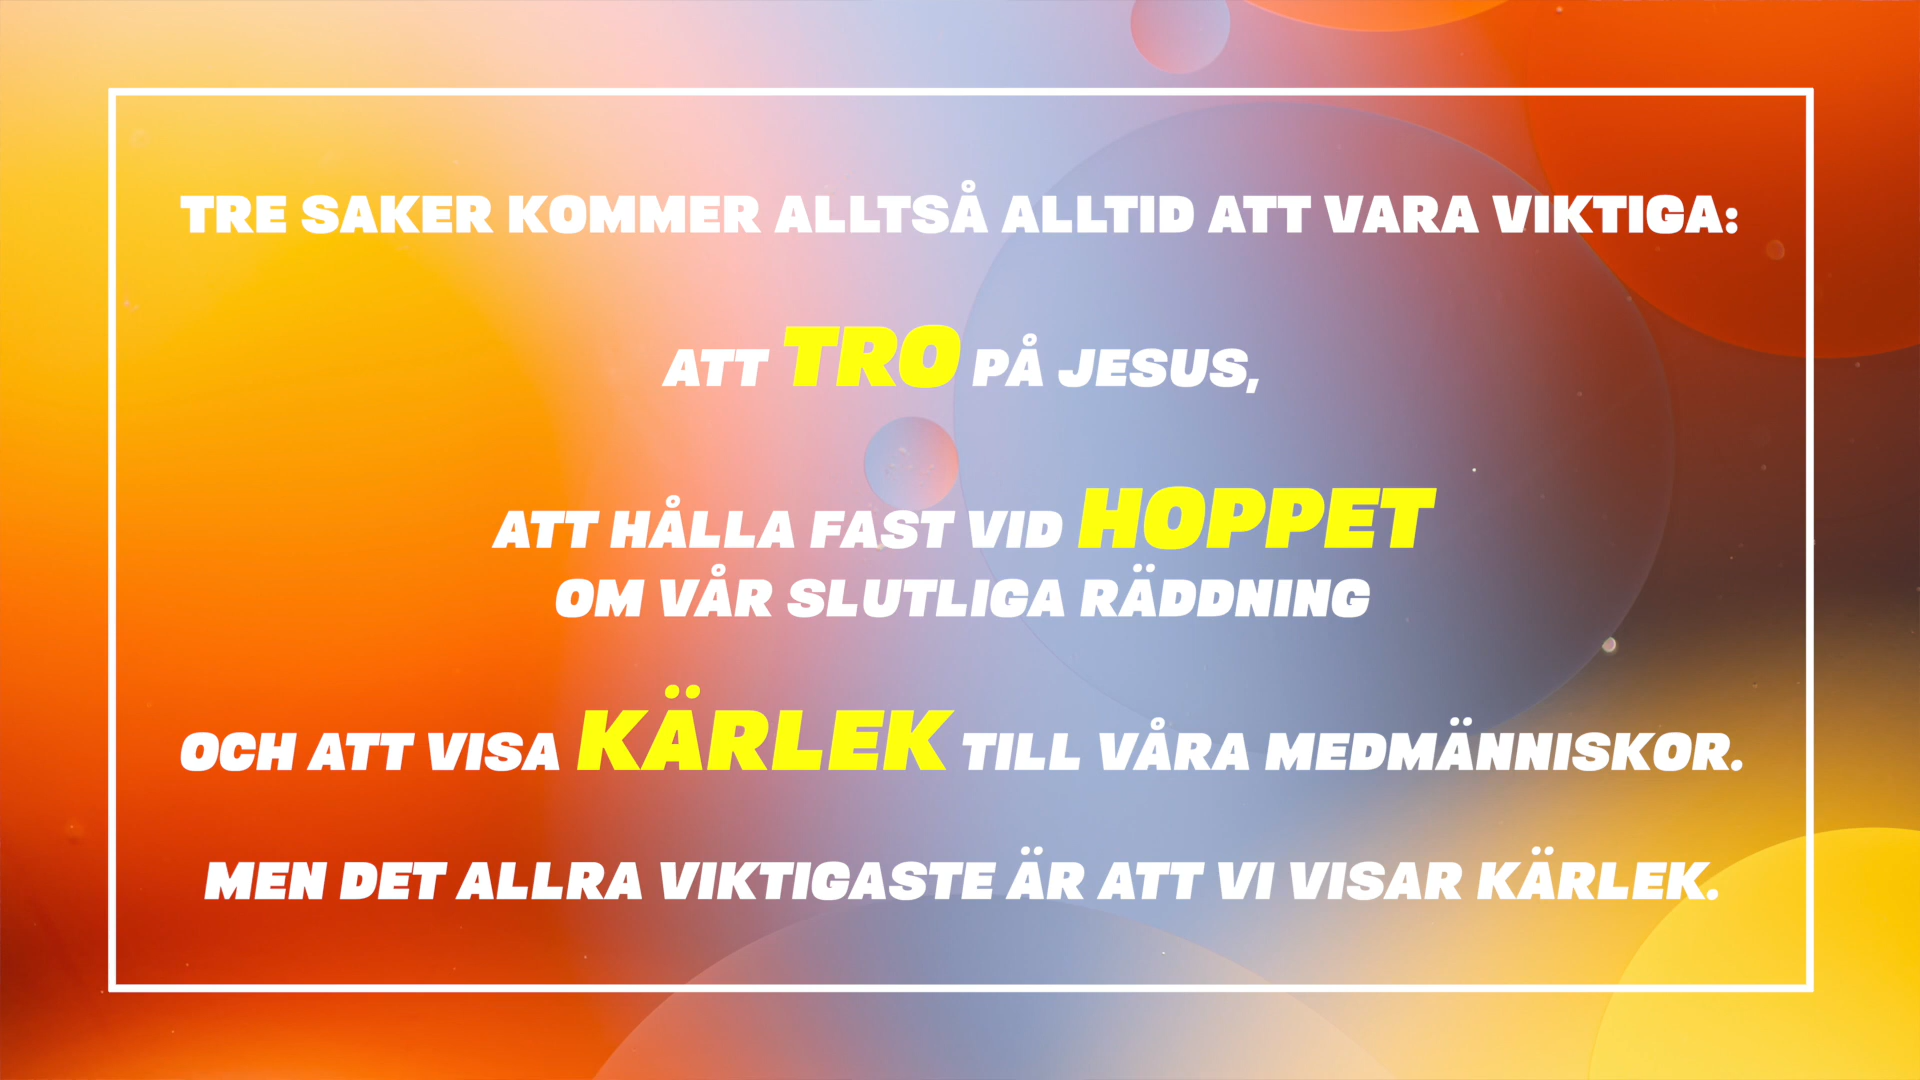 TRE SAKER KOMMER ALLTSÅ ALLTID ATT VARA VIKTIGA:
ATT TRO PÅ JESUS,
ATT HÅLLA FAST VID HOPPET
OM VÅR SLUTLIGA RÄDDNING
OCH ATT VISA KÄRLEK TILL VÅRA MEDMÄNNISKOR.
MEN DET ALLRA VIKTIGASTE ÄR ATT VI VISAR KÄRLEK.